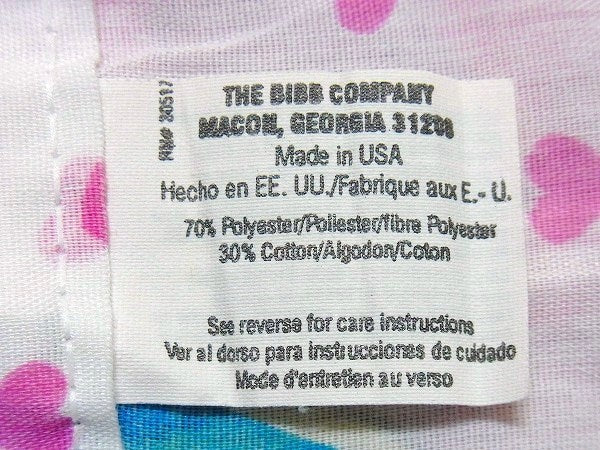 THE BIBB COMPANY
MACON, GEORGIA
Made in USA
Hecho en EE. UU./Fabrique aux E.- U.
70% Polyester/Poliester/fibre Polyester
30% Cotton/Algodon/Coton
See reverse for care instructions
Ver al dorso para instrucciones de cuidado
Mode d'entretien au verso